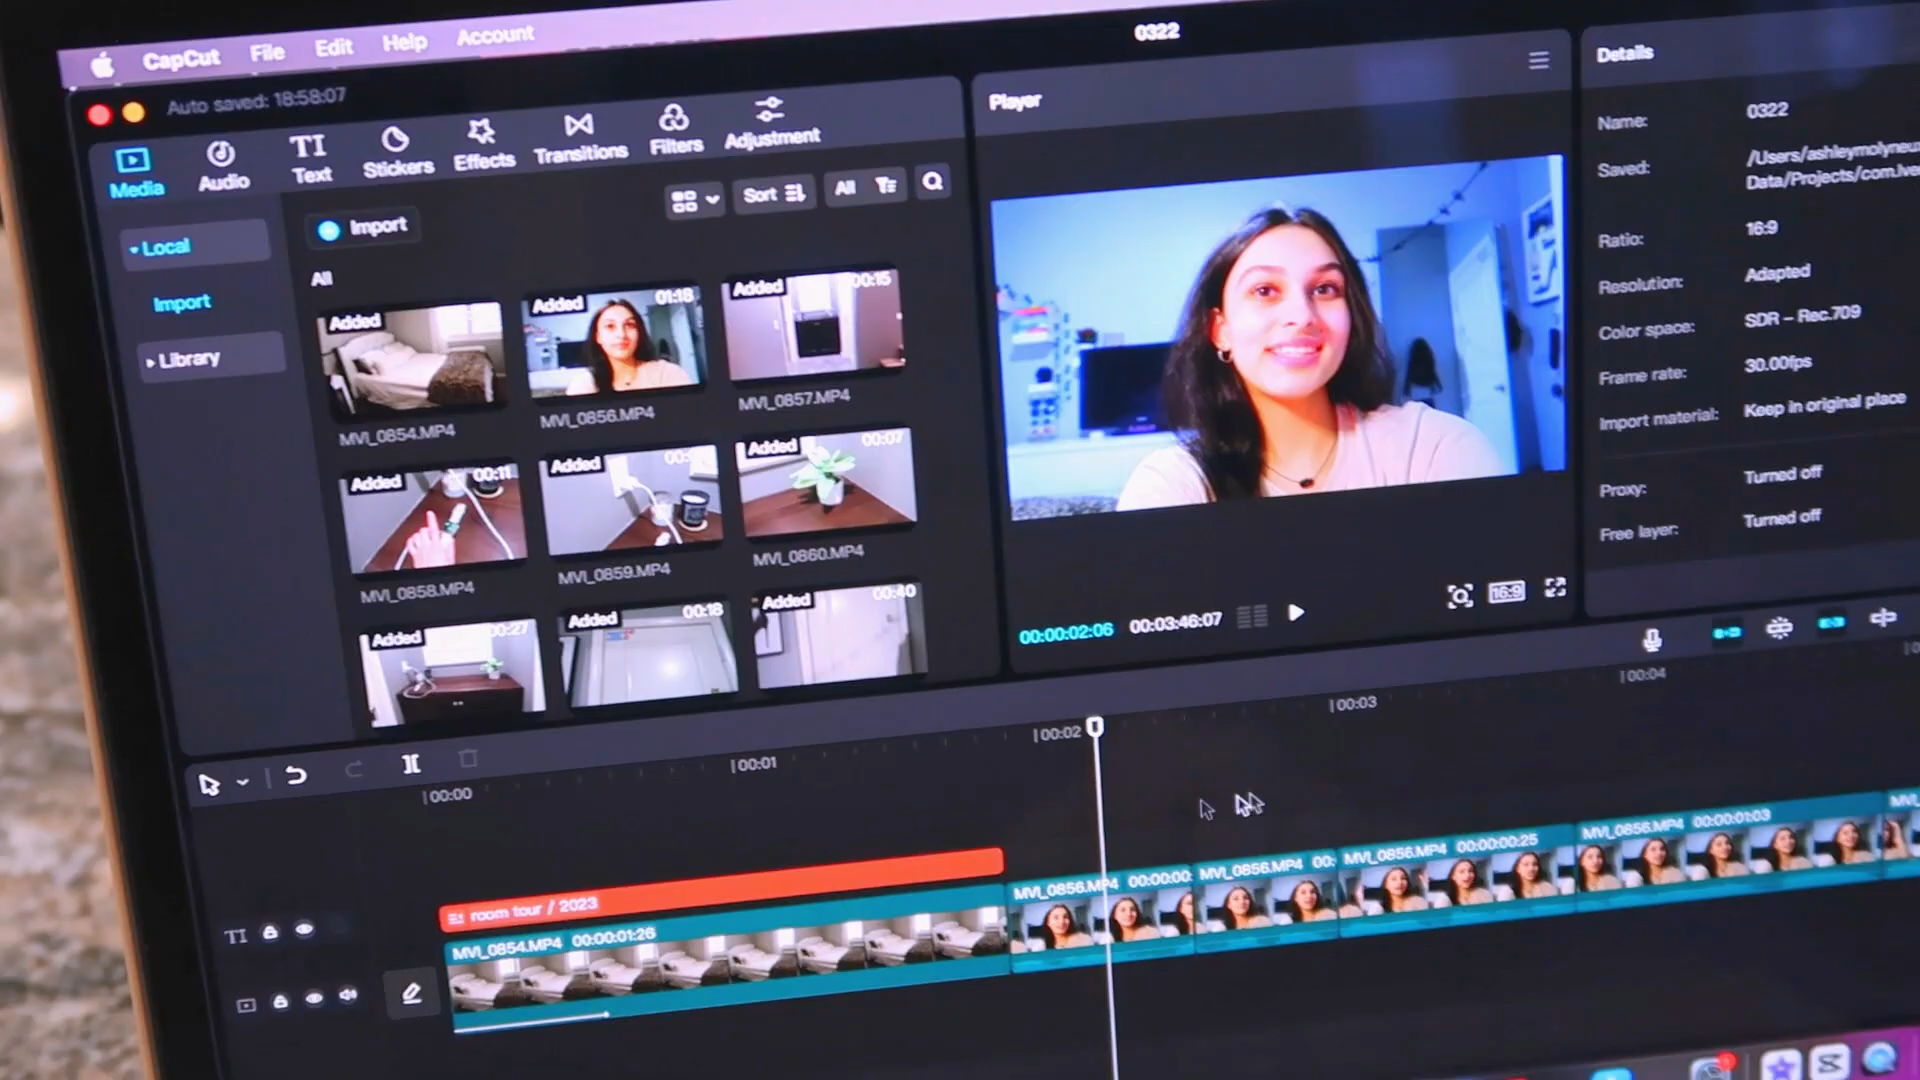 CapCut File Edit Help Account
0322
Auto saved: 18:58:07
Media Audio Text Stickers Effects Transitions Filters Adjustment
Local
Import
Library
Import
Sort
All
All
Added
MVI_0854.MP4
Added 01:18
MVI_0856.MP4
Added 00:15
MVI_0857.MP4
Added 00:11
MVI_0858.MP4
Added
MVI_0859.MP4
Added 00:07
MVI_0860.MP4
Added 00:27
Added 00:18
Added 00:40
Player
00:00:02:06 00:03:46:07
16:9
Details
Name: 0322
Saved: /Users/ashleymolyneux
Data/Projects/com.lve
Ratio: 16:9
Resolution: Adapted
Color space: SDR – Rec.709
Frame rate: 30.00fps
Import material: Keep in original place
Proxy: Turned off
Free layer: Turned off
00:00 00:01 00:02 00:03 00:04
TI
room tour / 2023
MVI_0854.MP4 00:00:01:26
MVI_0856.MP4 00:00:00:
MVI_0856.MP4 00:
MVI_0856.MP4 00:00:00:25
MVI_0856.MP4 00:00:01:03
MVI_